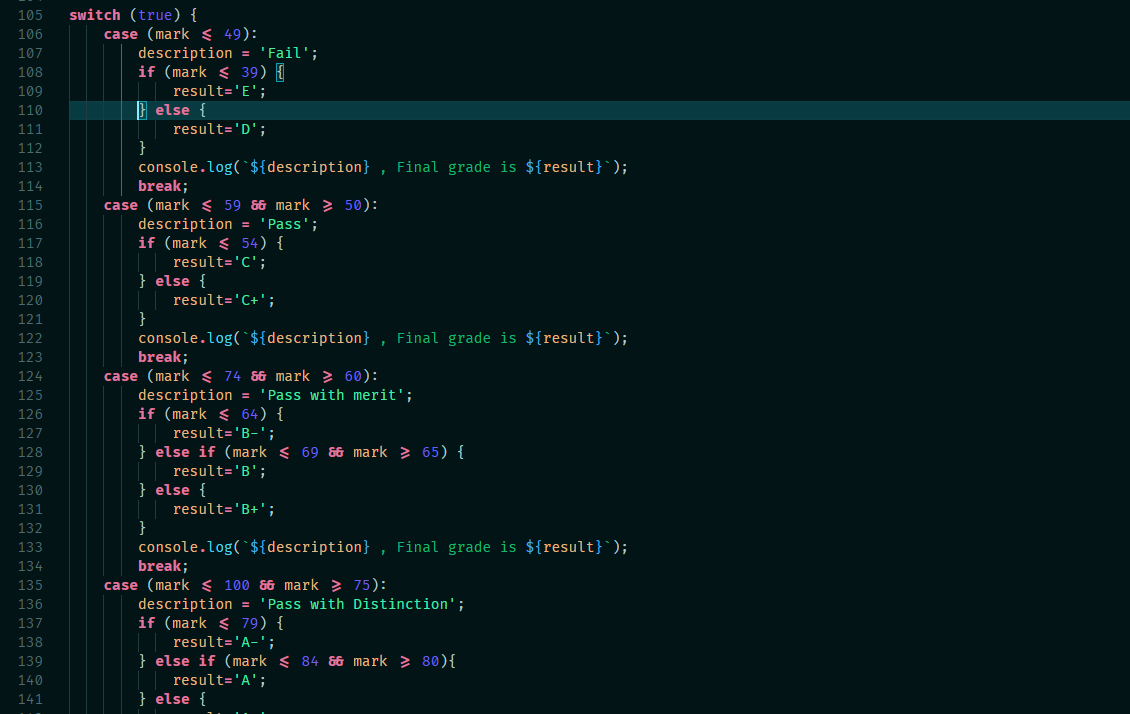 105 switch (true) {
106 case (mark <= 49):
107 description = 'Fail';
108 if (mark <= 39) {
109 result='E';
110 } else {
111 result='D';
112 }
113 console.log(`${description} , Final grade is ${result}`);
114 break;
115 case (mark <= 59 && mark >= 50):
116 description = 'Pass';
117 if (mark <= 54) {
118 result='C';
119 } else {
120 result='C+';
121 }
122 console.log(`${description} , Final grade is ${result}`);
123 break;
124 case (mark <= 74 && mark >= 60):
125 description = 'Pass with merit';
126 if (mark <= 64) {
127 result='B-';
128 } else if (mark <= 69 && mark >= 65) {
129 result='B';
130 } else {
131 result='B+';
132 }
133 console.log(`${description} , Final grade is ${result}`);
134 break;
135 case (mark <= 100 && mark >= 75):
136 description = 'Pass with Distinction';
137 if (mark <= 79) {
138 result='A-';
139 } else if (mark <= 84 && mark >= 80){
140 result='A';
141 } else {